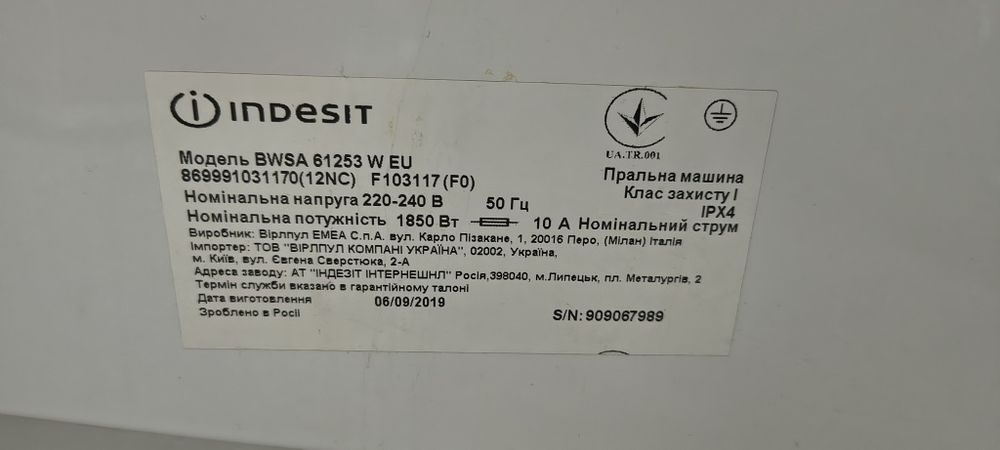 indesit
UA.TR.001
Модель BWSA 61253 W EU
869991031170(12NC) F103117(F0)
Пральна машина
Клас захисту I
IPX4
Номінальна напруга 220-240 В 50 Гц
Номінальна потужність 1850 Вт 10 А Номінальний струм
Виробник: Вірлпул EMEA С.п.А. вул. Карло Пізакане, 1, 20016 Перо, (Мілан) Італія
Імпортер: ТОВ "ВІРЛПУЛ КОМПАНІ УКРАЇНА", 02002, Україна,
м. Київ, вул. Євгена Сверстюка, 2-А
Адреса заводу: АТ "ІНДЕЗІТ ІНТЕРНЕШНЛ" Росія,398040, м.Липецьк, пл. Металургів, 2
Термін служби вказано в гарантійному талоні
Дата виготовлення 06/09/2019
Зроблено в Росії S/N: 909067989